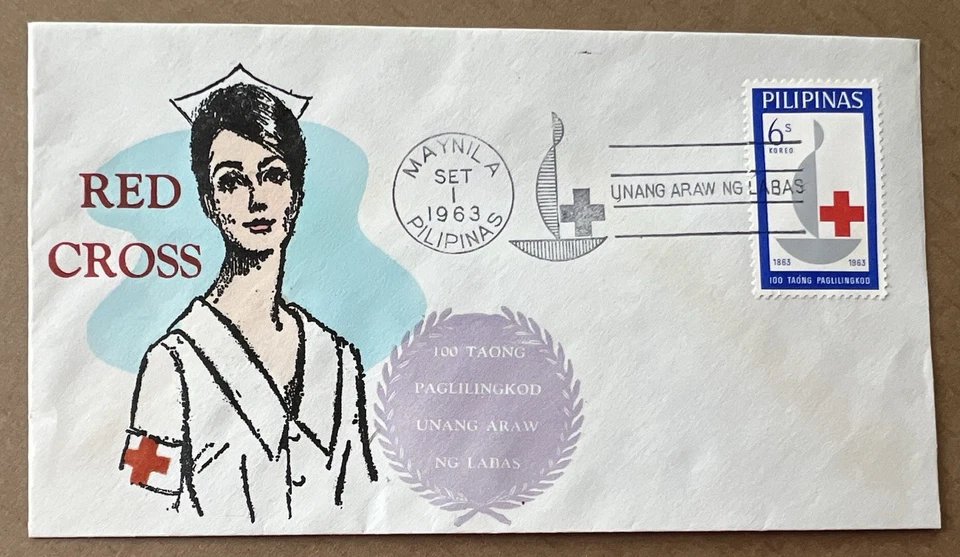 RED
CROSS
MAYNILA
SET
1
1963
PILIPINAS
UNANG ARAW NG LABAS
PILIPINAS
6s
KOREO
1863 1963
100 TAONG PAGLILINGKOD
100 TAONG
PAGLILINGKOD
UNANG ARAW
NG LABAS